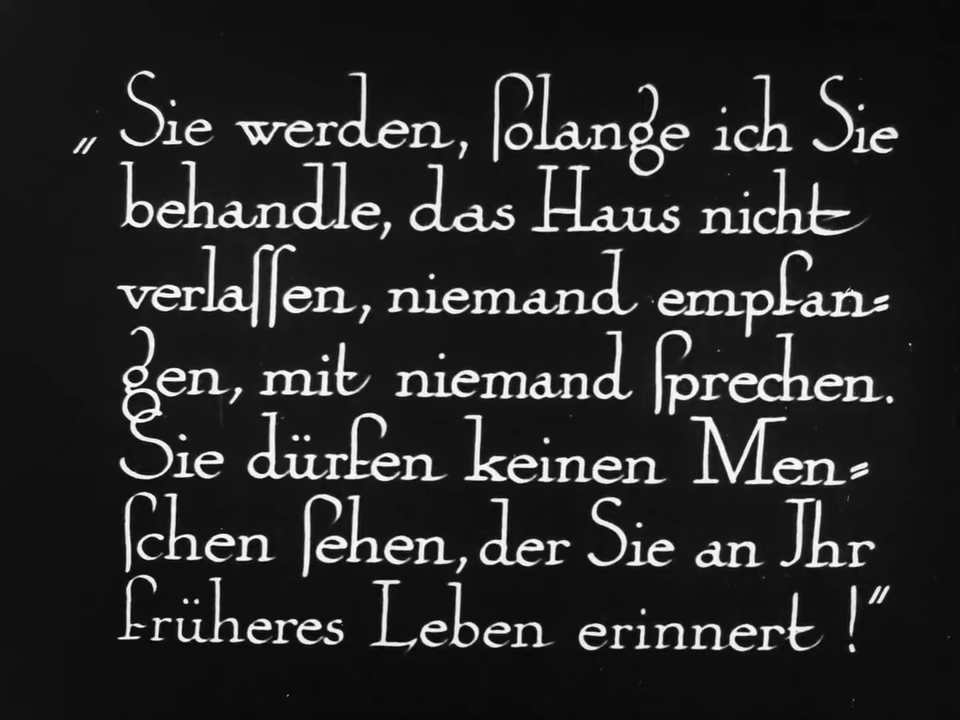 „Sie werden, ſolange ich Sie
behandle, das Haus nicht
verlaſſen, niemand empfan⸗
gen, mit niemand ſprechen.
Sie dürfen keinen Men⸗
ſchen ſehen, der Sie an Ihr
früheres Leben erinnert!“